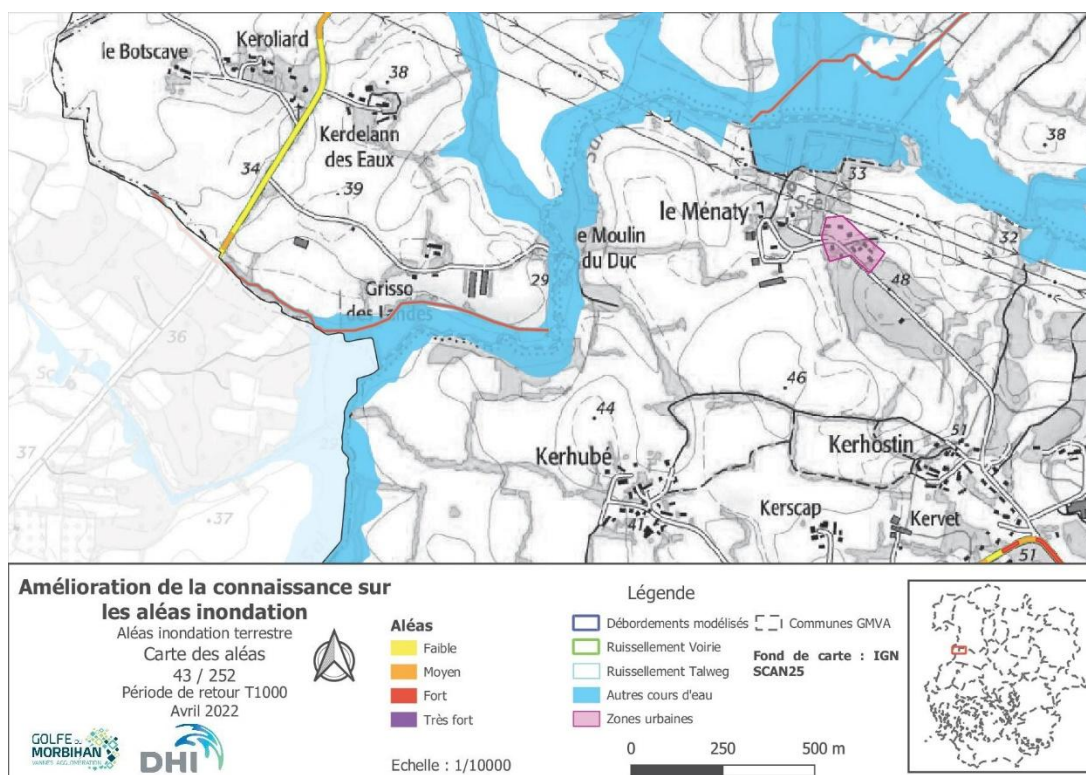 Keroliard
le Botscave
38
Kerdelann
des Eaux
34
39
33
38
le Ménaty
32
e Moulin
du Duc
29
48
Grisso
des Landes
36
46
44
37
Kerhubé
51
Kerhostin
Kerscap
Kervet
37
41
51
Amélioration de la connaissance sur
les aléas inondation
Aléas inondation terrestre
Carte des aléas
43 / 252
Période de retour T1000
Avril 2022
GOLFE DU
MORBIHAN
VANNES AGGLOMÉRATION
DHI
Aléas
Faible
Moyen
Fort
Très fort
Echelle : 1/10000
Légende
Débordements modélisés
Ruissellement Voirie
Ruissellement Talweg
Autres cours d'eau
Zones urbaines
Communes GMVA
Fond de carte : IGN
SCAN25
0 250 500 m